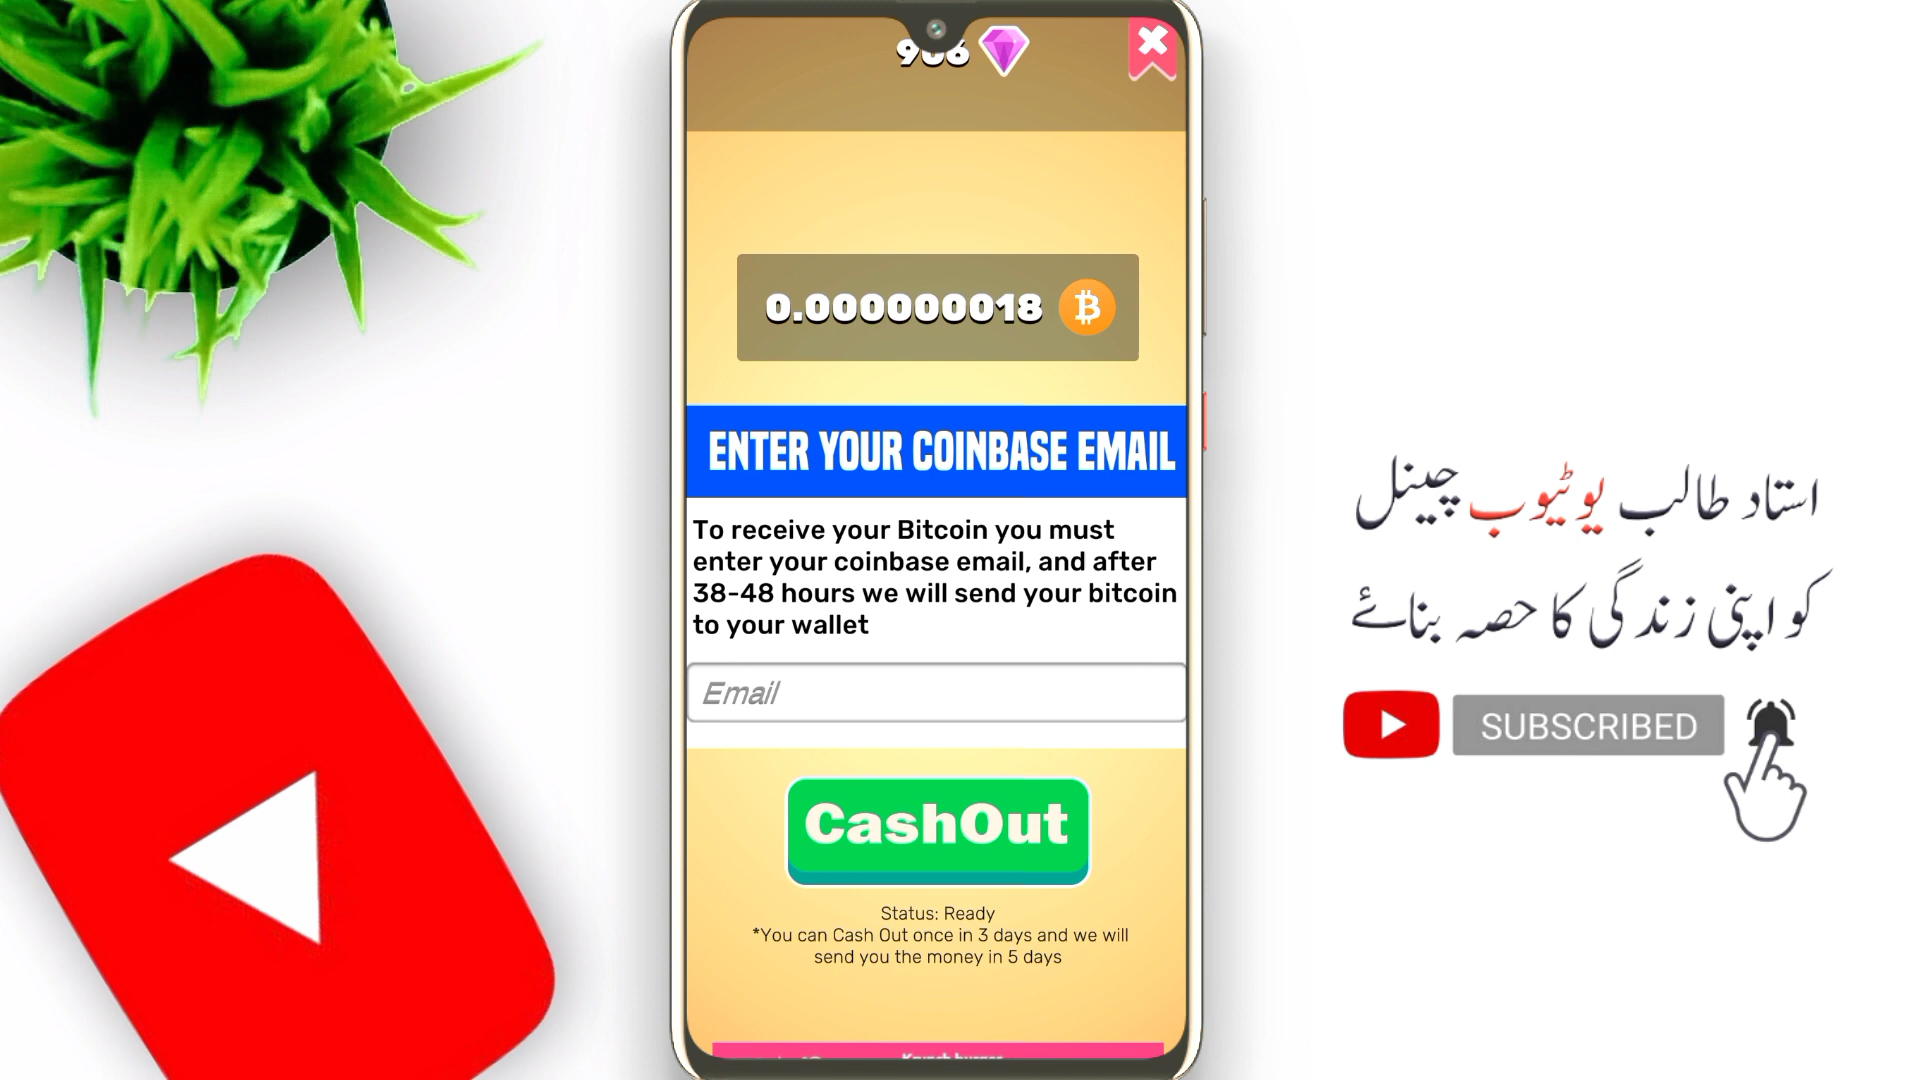 0.000000018
ENTER YOUR COINBASE EMAIL
To receive your Bitcoin you must
enter your coinbase email, and after
38-48 hours we will send your bitcoin
to your wallet
Email
CashOut
Status: Ready
*You can Cash Out once in 3 days and we will
send you the money in 5 days
استاد طالب یوٹیوب چینل
کو اپنی زندگی کا حصہ بنائے
SUBSCRIBED